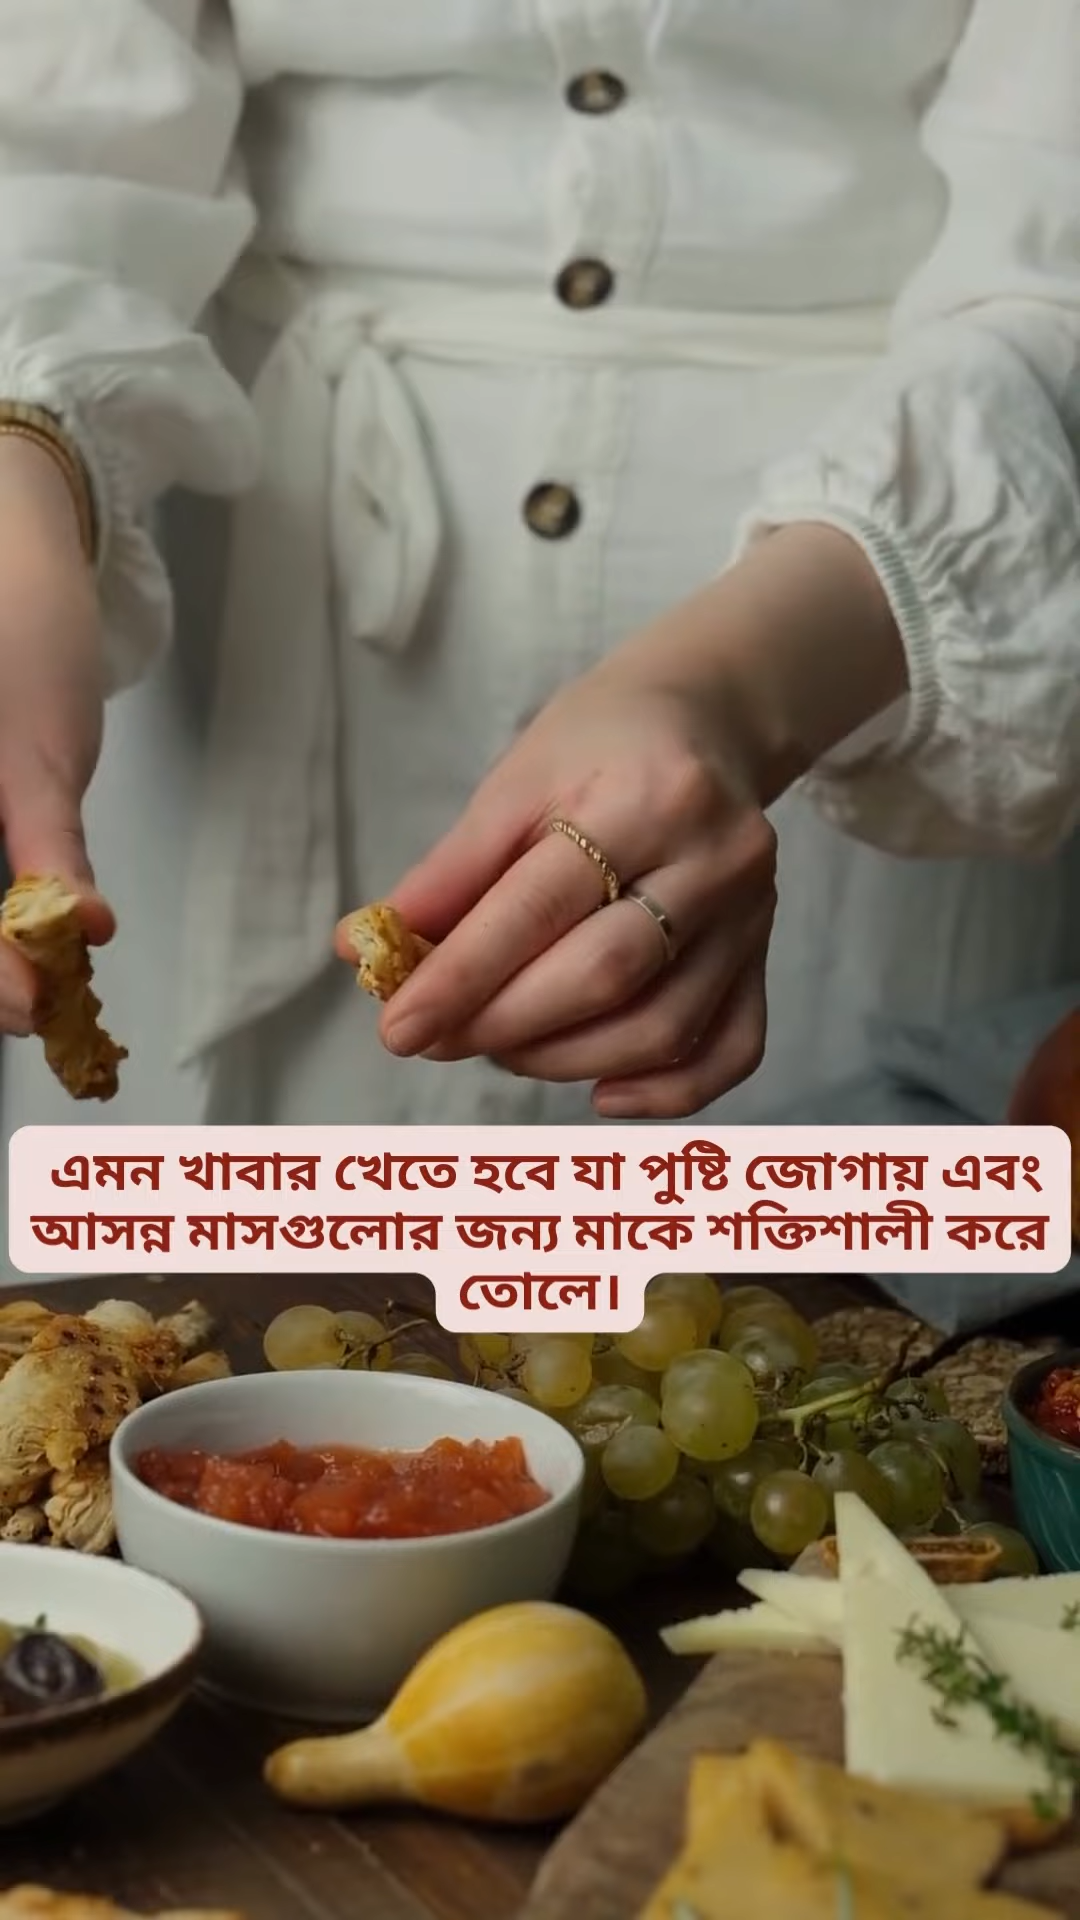 এমন খাবার খেতে হবে যা পুষ্টি জোগায় এবং
আসন্ন মাসগুলোর জন্য মাকে শক্তিশালী করে
তোলে।